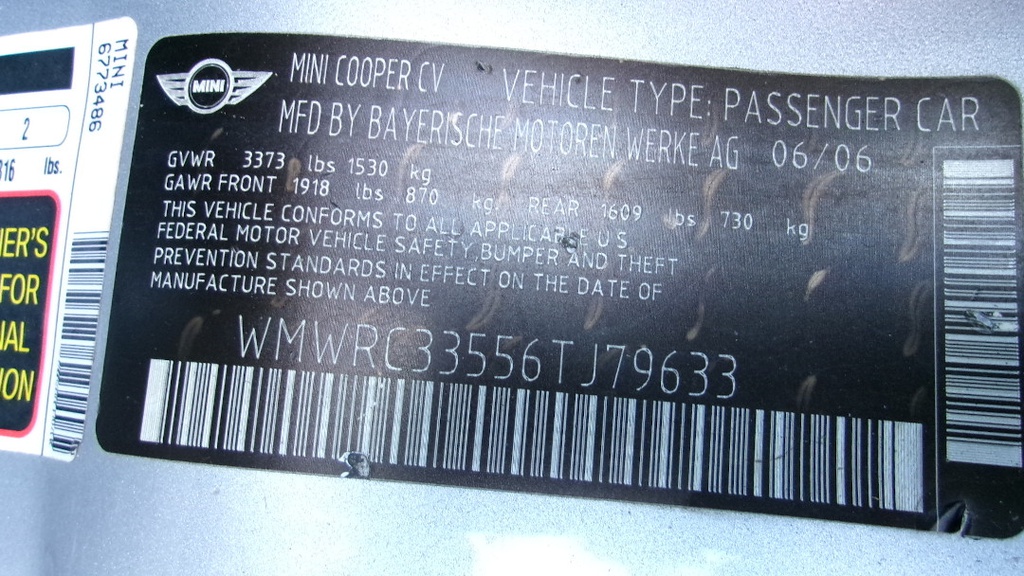 MINI
6773486
2
816 lbs.
ER'S
FOR
NAL
ION
MINI
MINI COOPER CV VEHICLE TYPE: PASSENGER CAR
MFD BY BAYERISCHE MOTOREN WERKE AG 06/06
GVWR 3373 lbs 1530 kg
GAWR FRONT 1918 lbs 870 kg, REAR 1609 lbs 730 kg
THIS VEHICLE CONFORMS TO ALL APPLICABLE U S
FEDERAL MOTOR VEHICLE SAFETY, BUMPER AND THEFT
PREVENTION STANDARDS IN EFFECT ON THE DATE OF
MANUFACTURE SHOWN ABOVE
WMWRC33556TJ79633